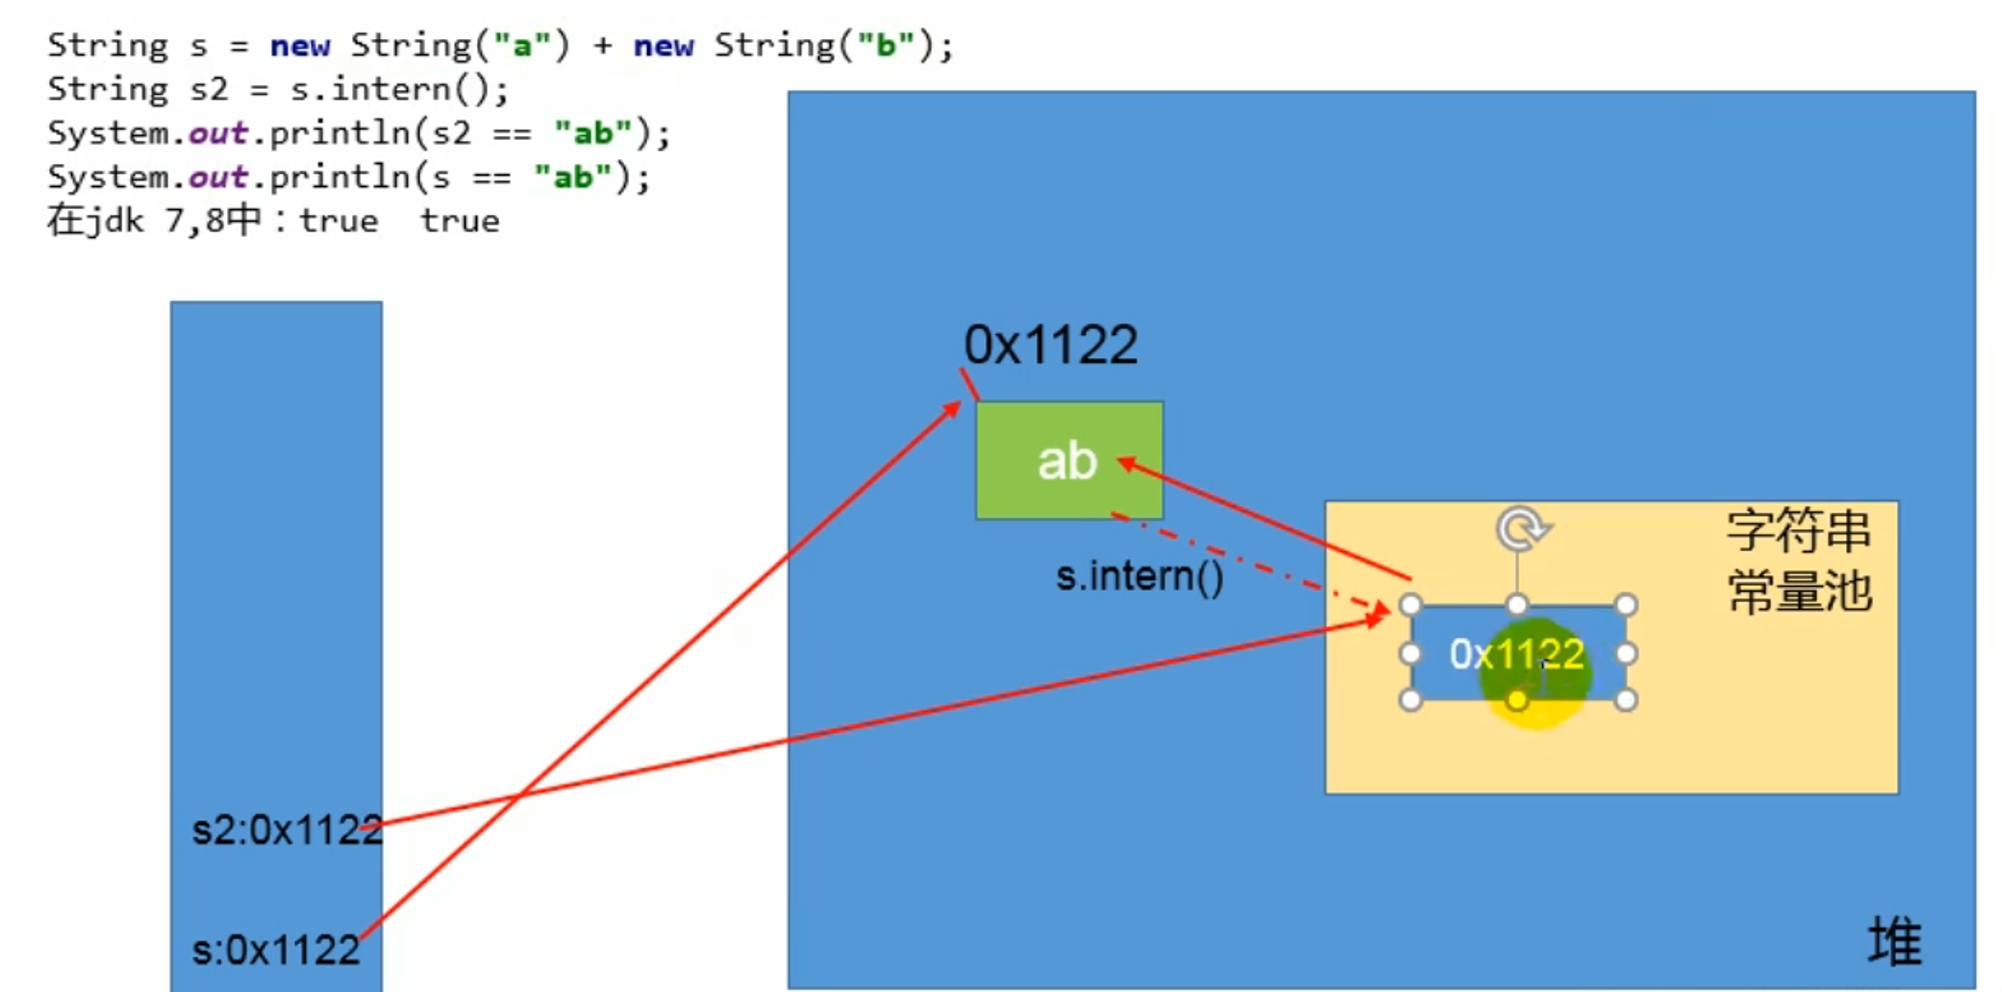 String s = new String("a") + new String("b");
String s2 = s.intern();
System.out.println(s2 == "ab");
System.out.println(s == "ab");
在jdk 7,8中：true  true
0x1122
ab
s.intern()
字符串
常量池
0x1122
s2:0x1122
s:0x1122
堆